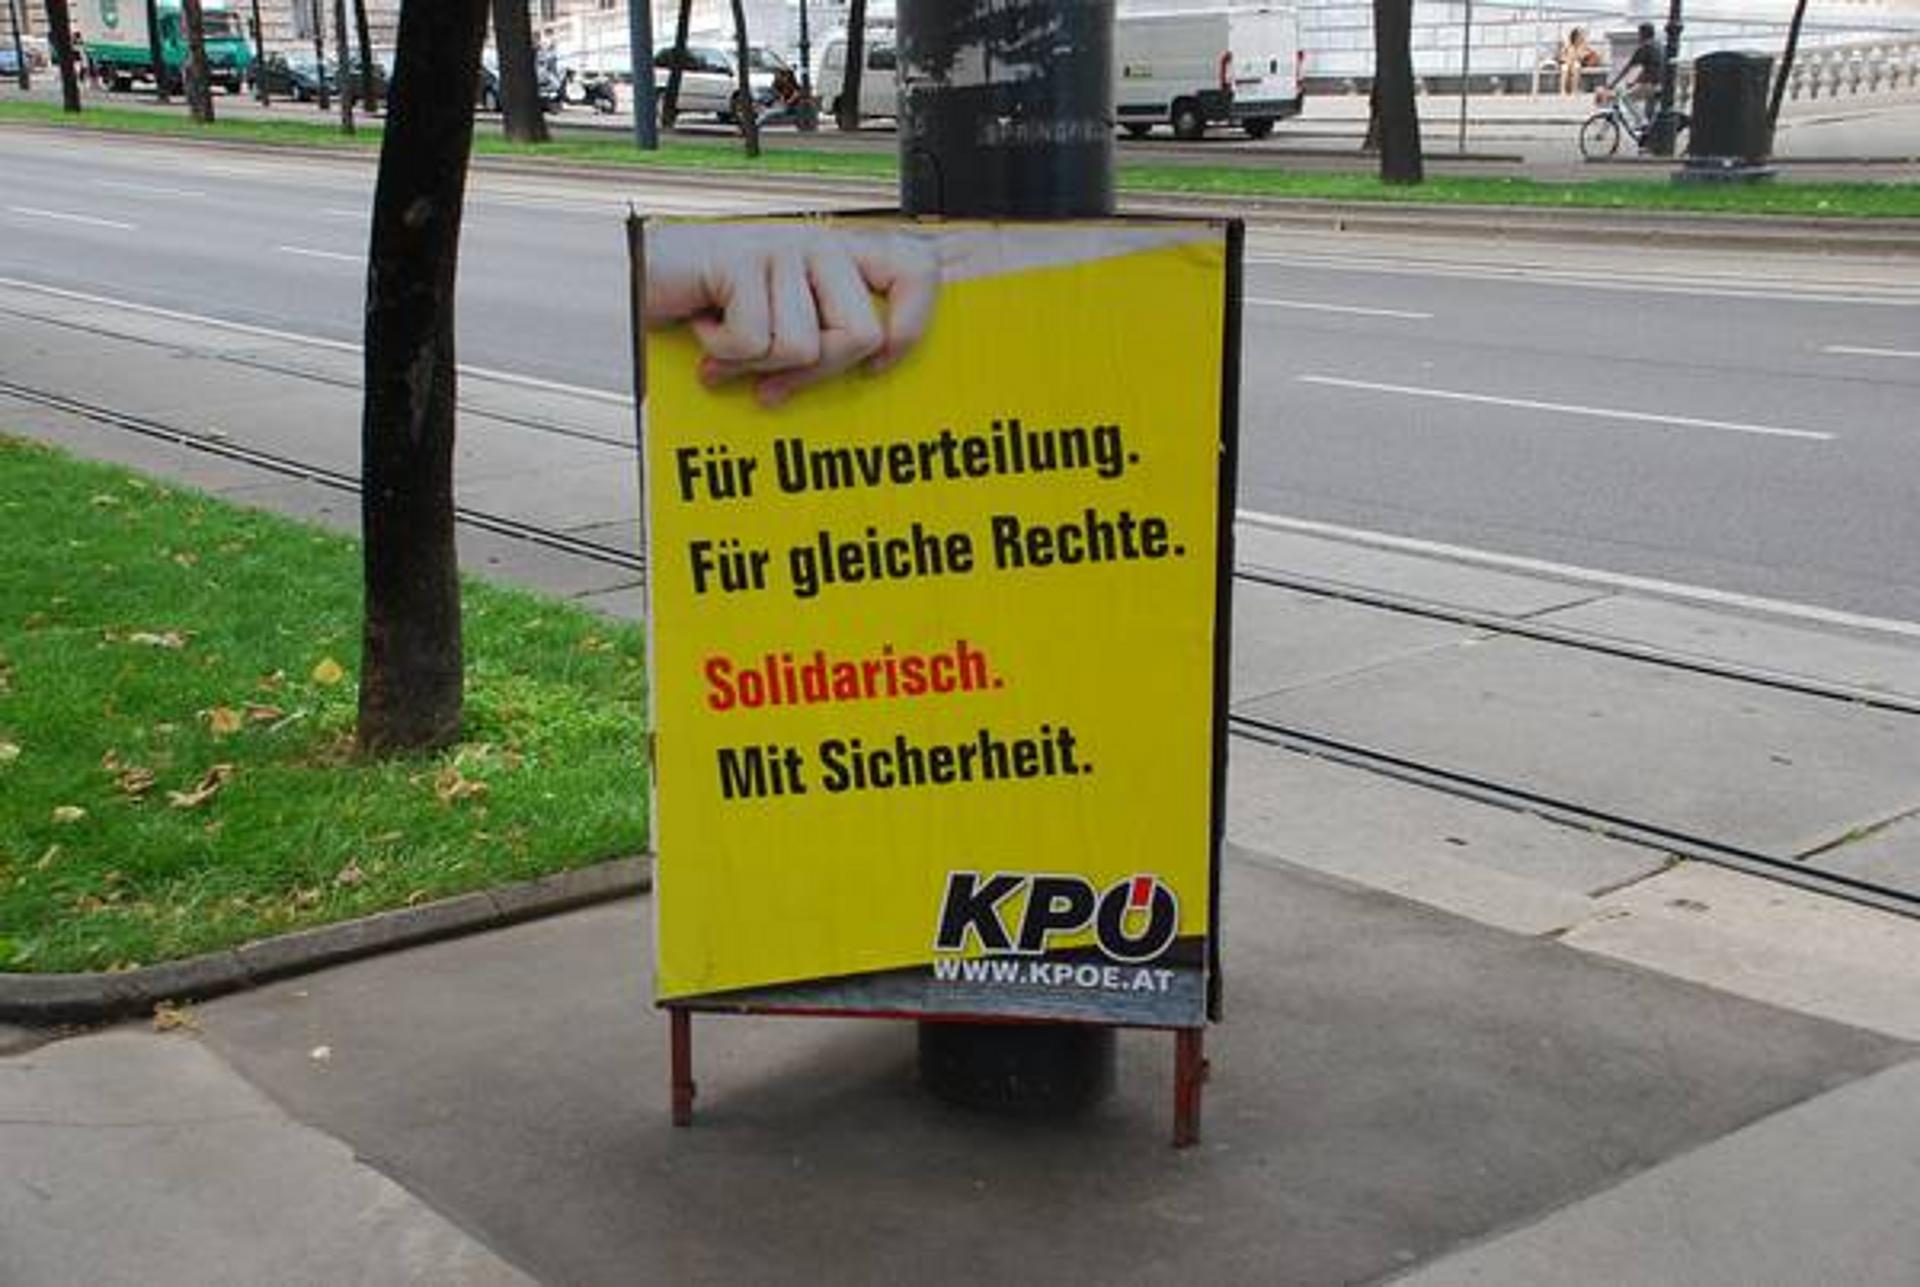 Für Umverteilung.
Für gleiche Rechte.
Solidarisch.
Mit Sicherheit.
KPÖ
WWW.KPOE.AT